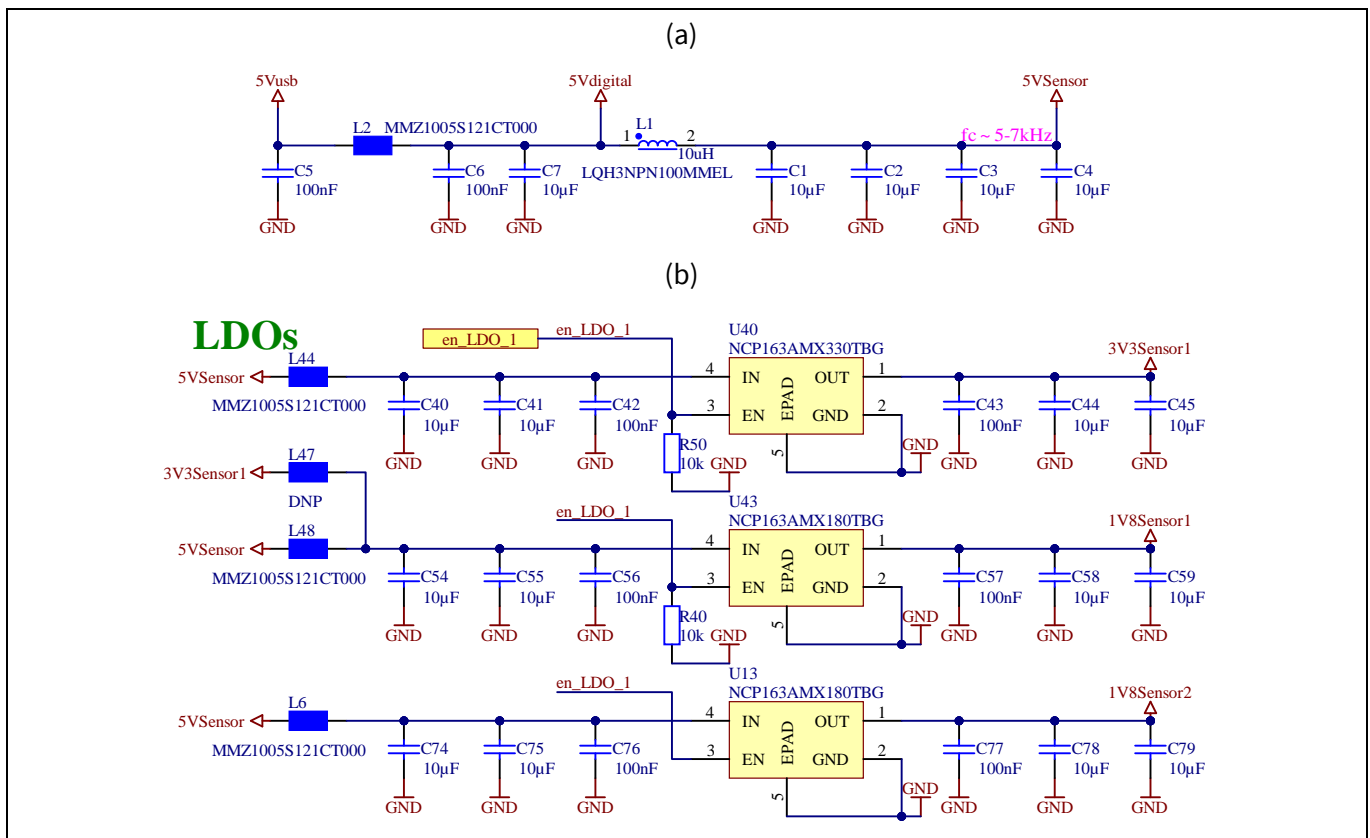 (a)
5Vusb
5Vdigital
5VSensor
L2
MMZ1005S121CT000
L1
1
2
10uH
LQH3NPN100MMEL
fc ~ 5-7kHz
C5
100nF
GND
C6
100nF
GND
C7
10µF
GND
C1
10µF
GND
C2
10µF
GND
C3
10µF
GND
C4
10µF
GND
(b)
LDOs
en_LDO_1
en_LDO_1
U40
NCP163AMX330TBG
5VSensor
L44
MMZ1005S121CT000
C40
10µF
GND
C41
10µF
GND
C42
100nF
GND
4
IN
3
EN
EPAD
OUT
1
GND
2
5
GND
R50
10k
GND
3V3Sensor1
C43
100nF
GND
C44
10µF
GND
C45
10µF
GND
3V3Sensor1
L47
DNP
en_LDO_1
U43
NCP163AMX180TBG
5VSensor
L48
MMZ1005S121CT000
C54
10µF
GND
C55
10µF
GND
C56
100nF
GND
4
IN
3
EN
EPAD
OUT
1
GND
2
5
GND
R40
10k
GND
1V8Sensor1
C57
100nF
GND
C58
10µF
GND
C59
10µF
GND
en_LDO_1
U13
NCP163AMX180TBG
5VSensor
L6
MMZ1005S121CT000
C74
10µF
GND
C75
10µF
GND
C76
100nF
GND
4
IN
3
EN
EPAD
OUT
1
GND
2
5
GND
1V8Sensor2
C77
100nF
GND
C78
10µF
GND
C79
10µF
GND